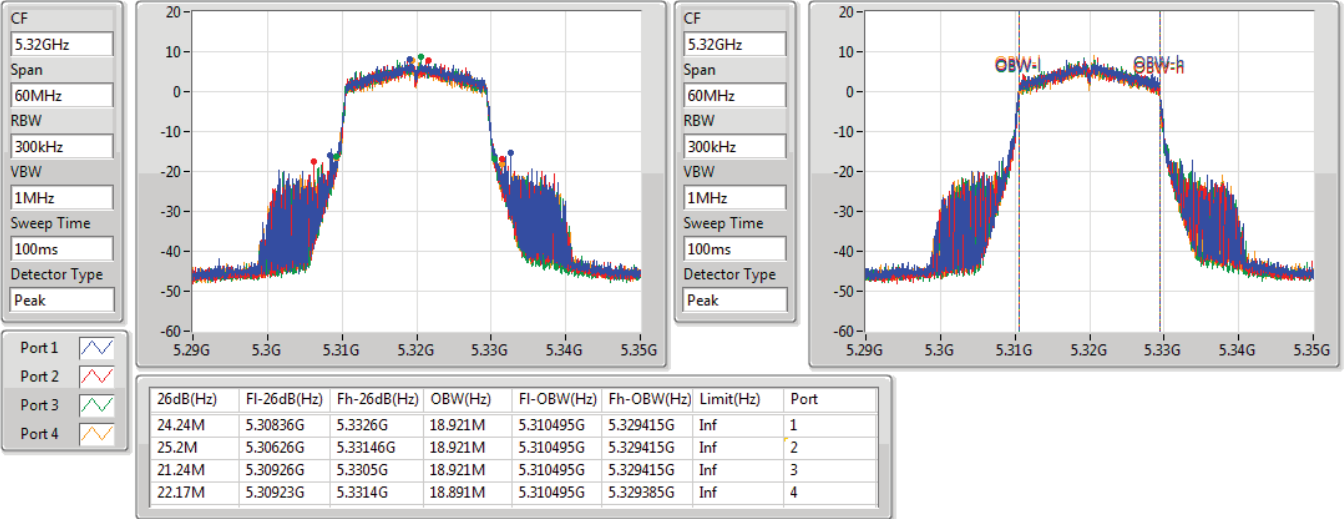 CF
5.32GHz
Span
60MHz
RBW
300kHz
VBW
1MHz
Sweep Time
100ms
Detector Type
Peak
20
10
0
-10
-20
-30
-40
-50
-60
5.29G 5.3G 5.31G 5.32G 5.33G 5.34G 5.35G
CF
5.32GHz
Span
60MHz
RBW
300kHz
VBW
1MHz
Sweep Time
100ms
Detector Type
Peak
20
10
0
-10
-20
-30
-40
-50
-60
OBW-l OBW-h
5.29G 5.3G 5.31G 5.32G 5.33G 5.34G 5.35G
Port 1
Port 2
Port 3
Port 4
26dB(Hz) Fl-26dB(Hz) Fh-26dB(Hz) OBW(Hz) Fl-OBW(Hz) Fh-OBW(Hz) Limit(Hz) Port
24.24M 5.30836G 5.3326G 18.921M 5.310495G 5.329415G Inf 1
25.2M 5.30626G 5.33146G 18.921M 5.310495G 5.329415G Inf 2
21.24M 5.30926G 5.3305G 18.921M 5.310495G 5.329415G Inf 3
22.17M 5.30923G 5.3314G 18.891M 5.310495G 5.329385G Inf 4